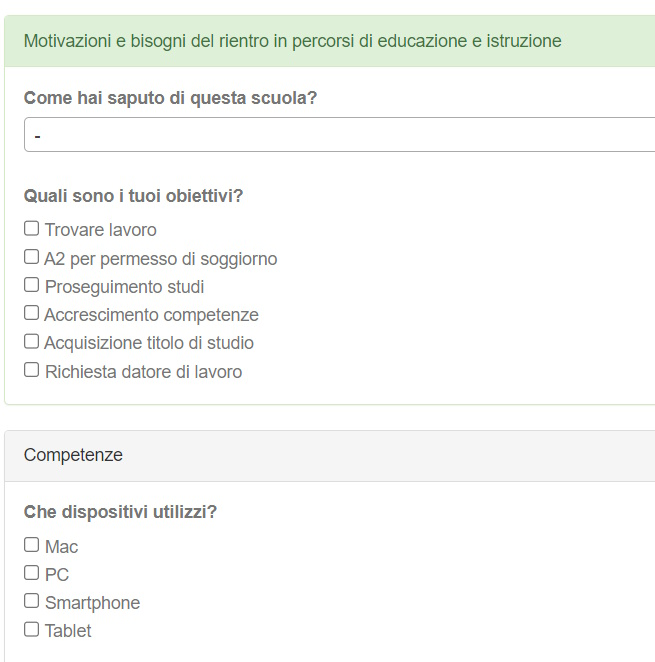 Motivazioni e bisogni del rientro in percorsi di educazione e istruzione
Come hai saputo di questa scuola?
-
Quali sono i tuoi obiettivi?
Trovare lavoro
A2 per permesso di soggiorno
Proseguimento studi
Accrescimento competenze
Acquisizione titolo di studio
Richiesta datore di lavoro
Competenze
Che dispositivi utilizzi?
Mac
PC
Smartphone
Tablet